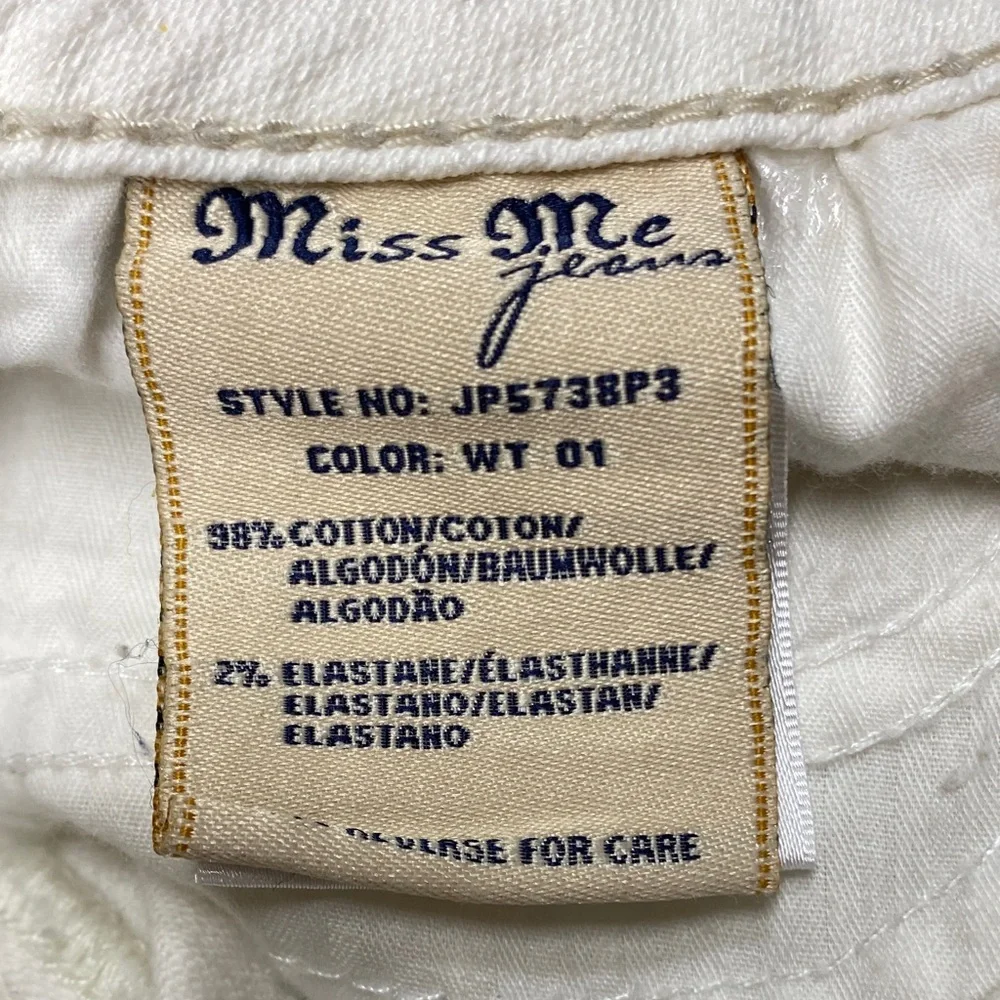 Miss Me
jeans
STYLE NO: JP5738P3
COLOR: WT 01
98% COTTON/COTON/
ALGODÓN/BAUMWOLLE/
ALGODÃO
2% ELASTANE/ÉLASTHANNE/
ELASTANO/ELASTAN/
ELASTANO
REVERSE FOR CARE